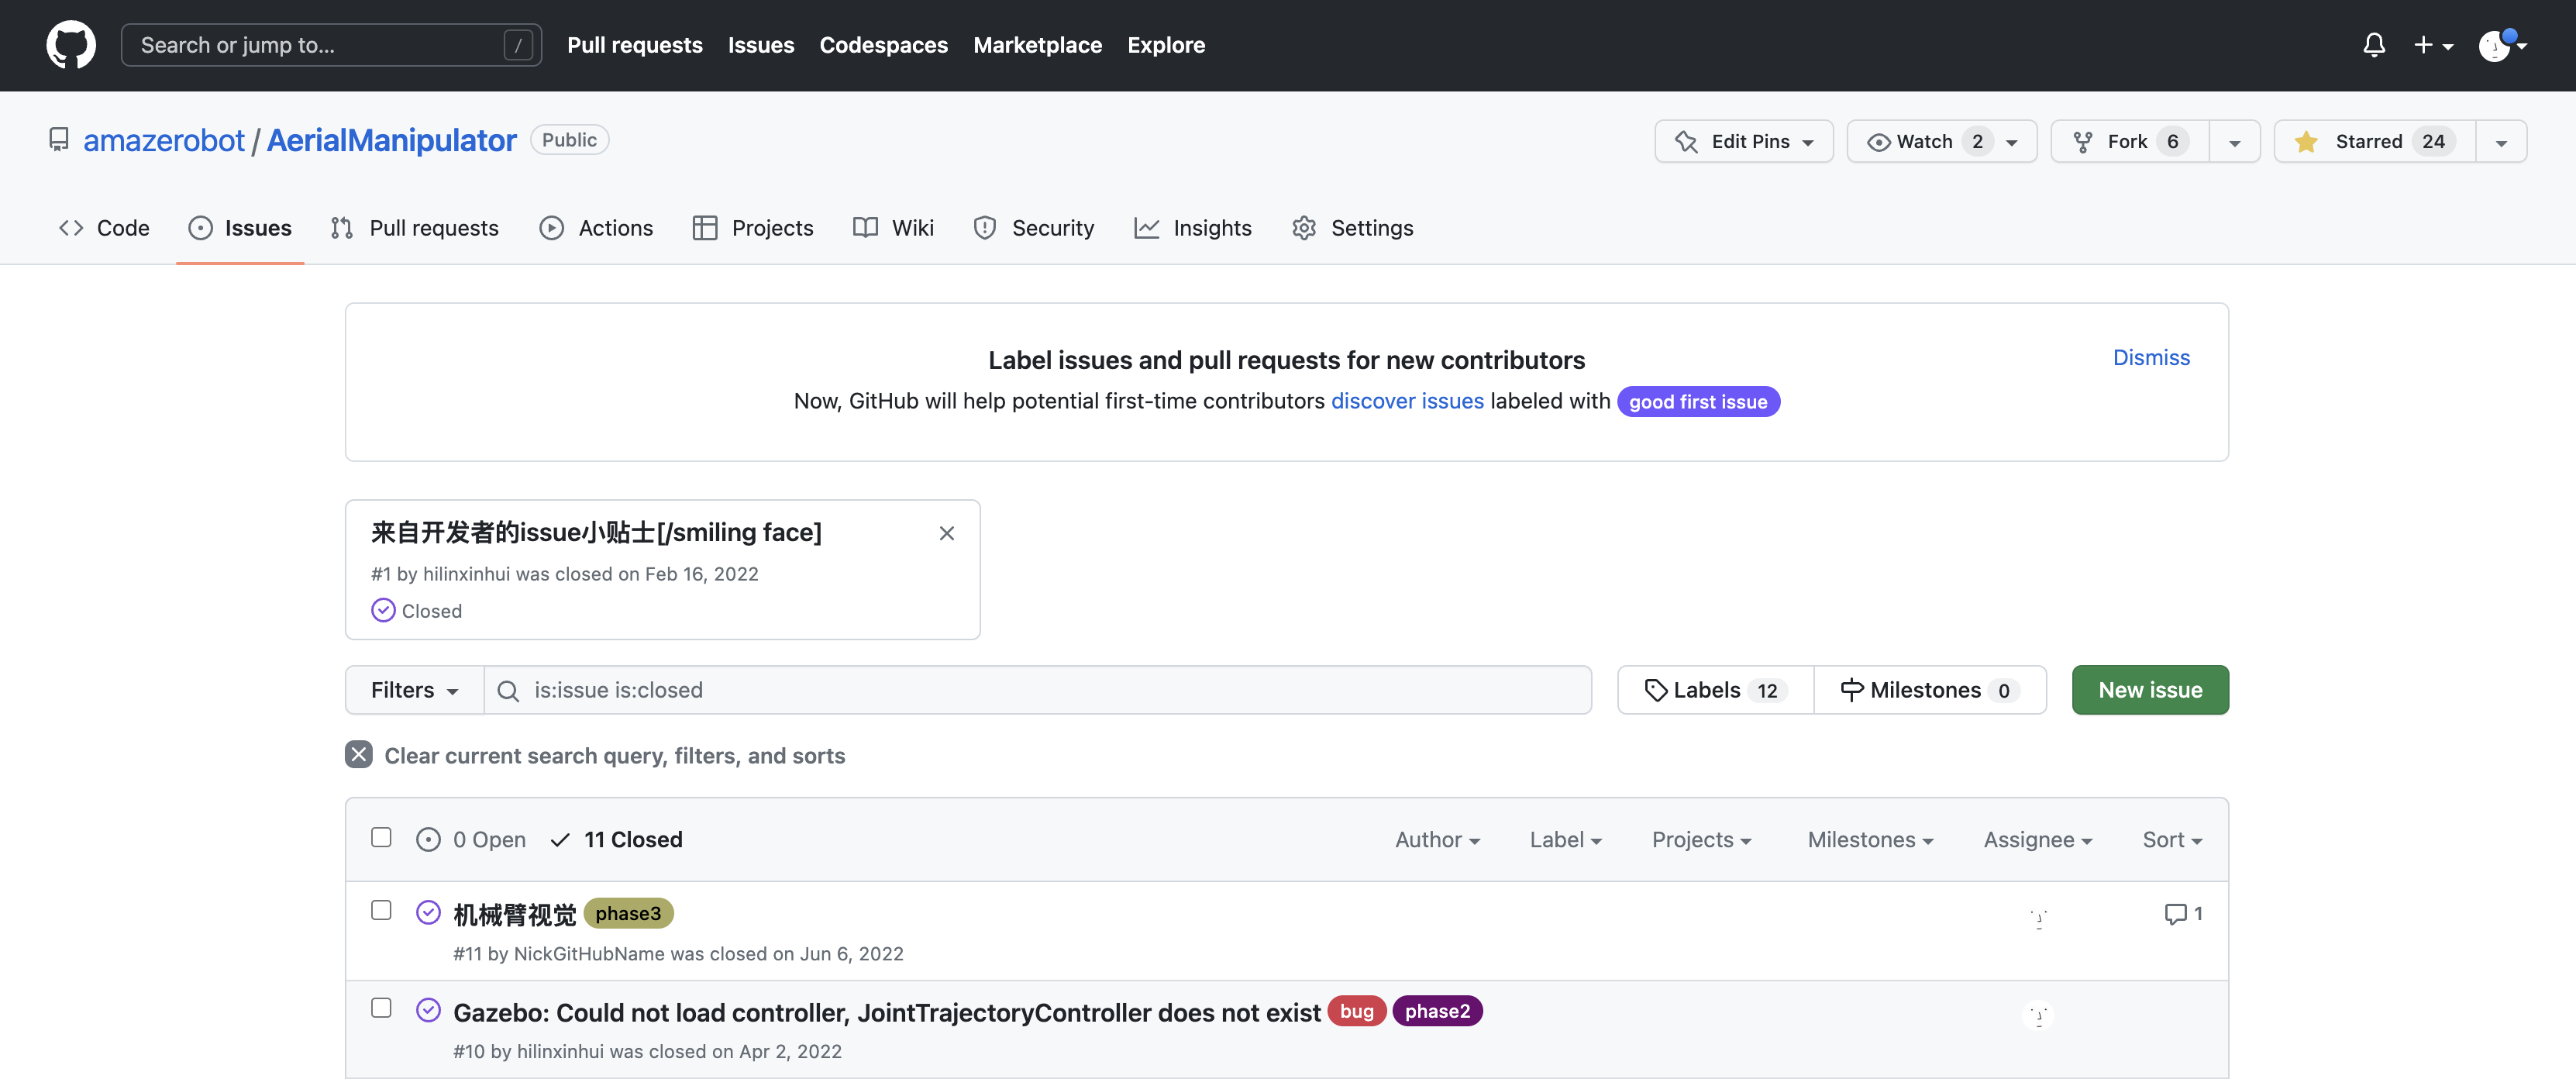 Search or jump to... / Pull requests Issues Codespaces Marketplace Explore
amazerobot / AerialManipulator Public Edit Pins Watch 2 Fork 6 Starred 24
Code Issues Pull requests Actions Projects Wiki Security Insights Settings
Label issues and pull requests for new contributors Dismiss
Now, GitHub will help potential first-time contributors discover issues labeled with good first issue
来自开发者的issue小贴士[/smiling face]
#1 by hilinxinhui was closed on Feb 16, 2022
Closed
Filters is:issue is:closed Labels 12 Milestones 0 New issue
Clear current search query, filters, and sorts
0 Open 11 Closed Author Label Projects Milestones Assignee Sort
机械臂视觉 phase3 1
#11 by NickGitHubName was closed on Jun 6, 2022
Gazebo: Could not load controller, JointTrajectoryController does not exist bug phase2
#10 by hilinxinhui was closed on Apr 2, 2022